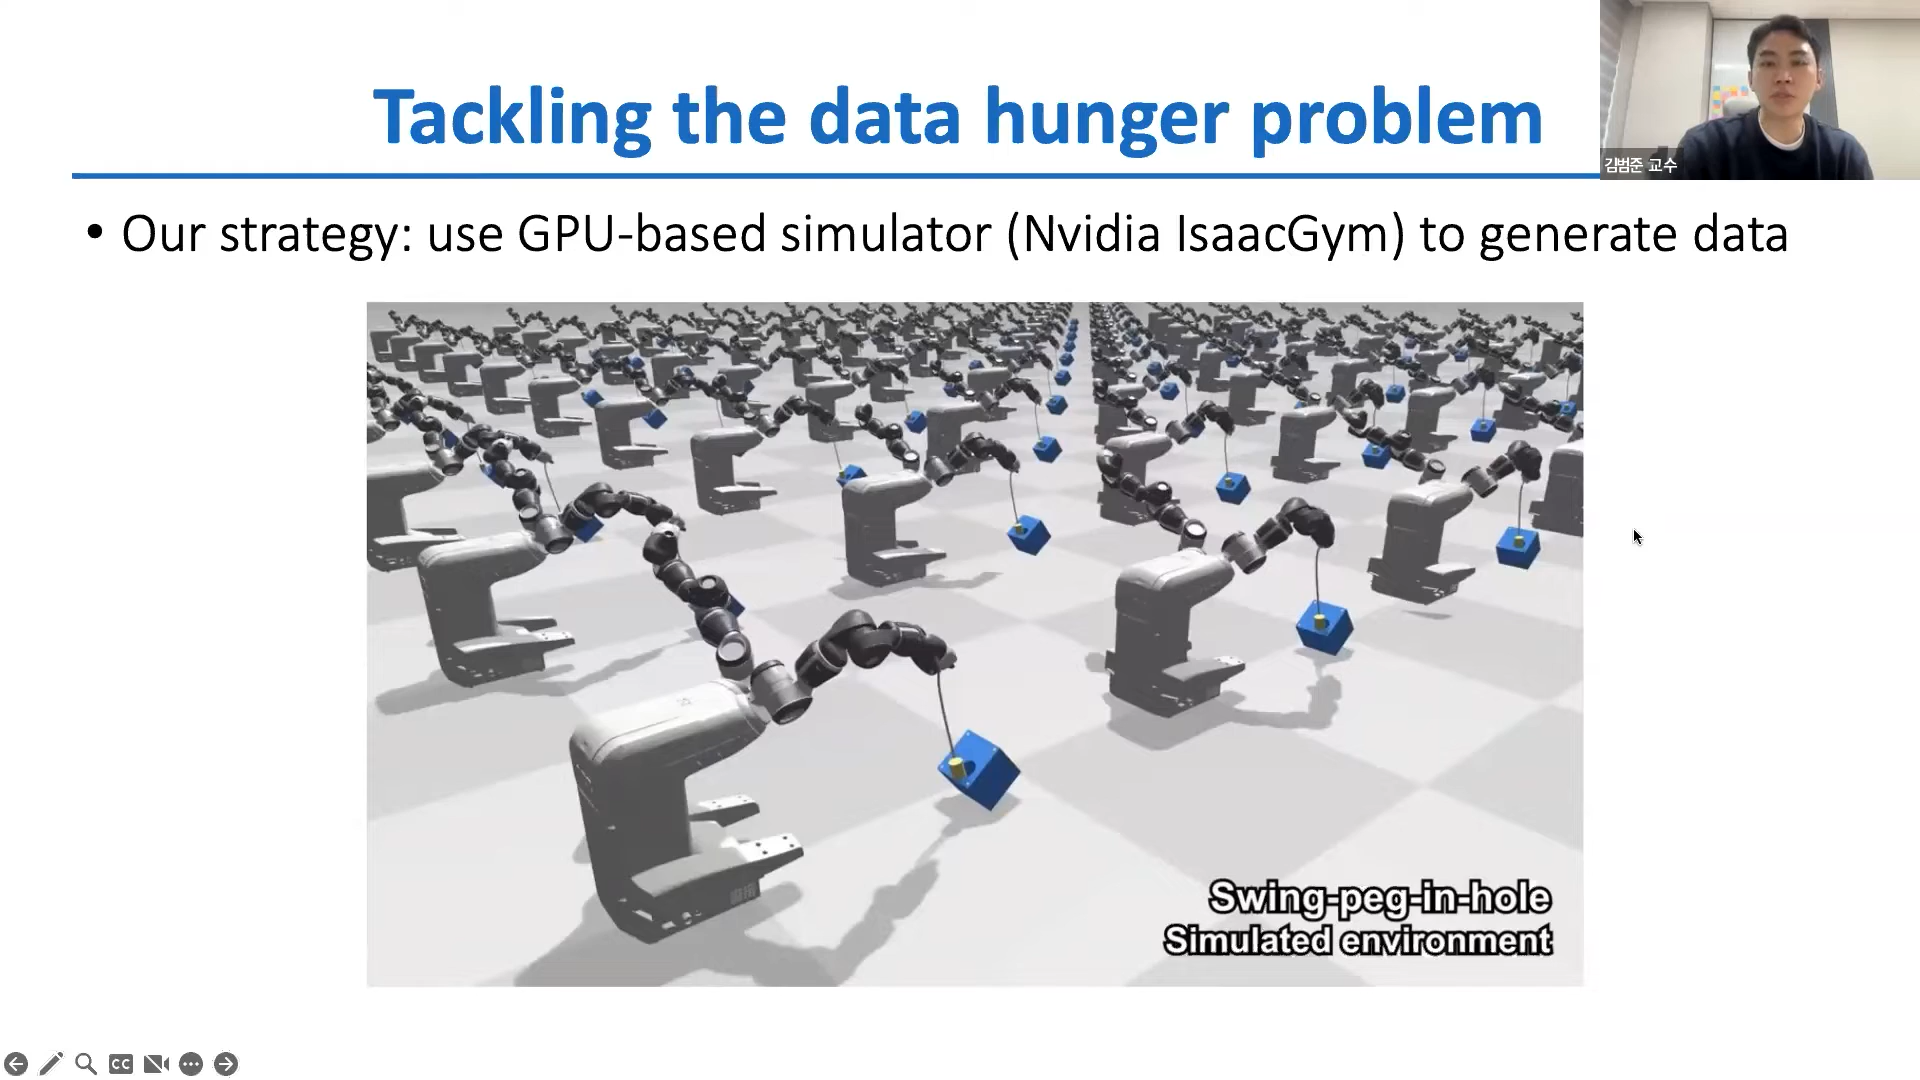 Tackling the data hunger problem
김범준 교수
• Our strategy: use GPU-based simulator (Nvidia IsaacGym) to generate data
Swing-peg-in-hole
Simulated environment
CC